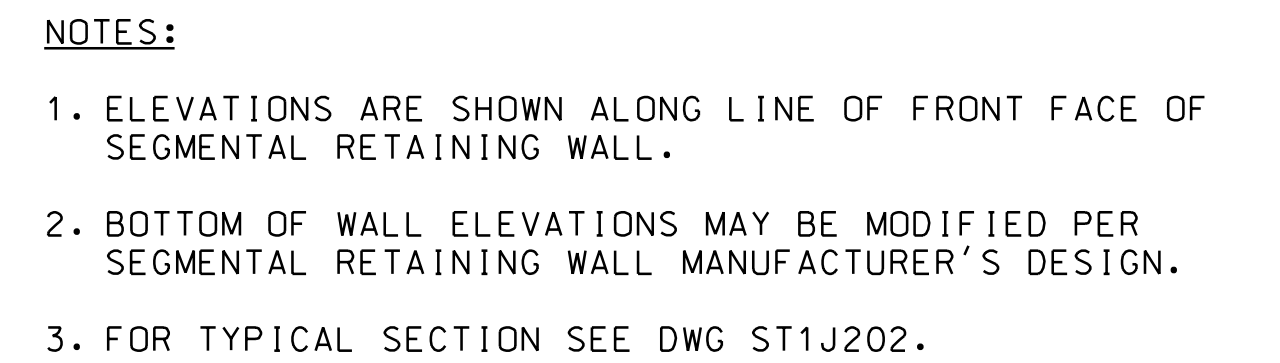 NOTES:
1. ELEVATIONS ARE SHOWN ALONG LINE OF FRONT FACE OF
SEGMENTAL RETAINING WALL.
2. BOTTOM OF WALL ELEVATIONS MAY BE MODIFIED PER
SEGMENTAL RETAINING WALL MANUFACTURER'S DESIGN.
3. FOR TYPICAL SECTION SEE DWG ST1J202.